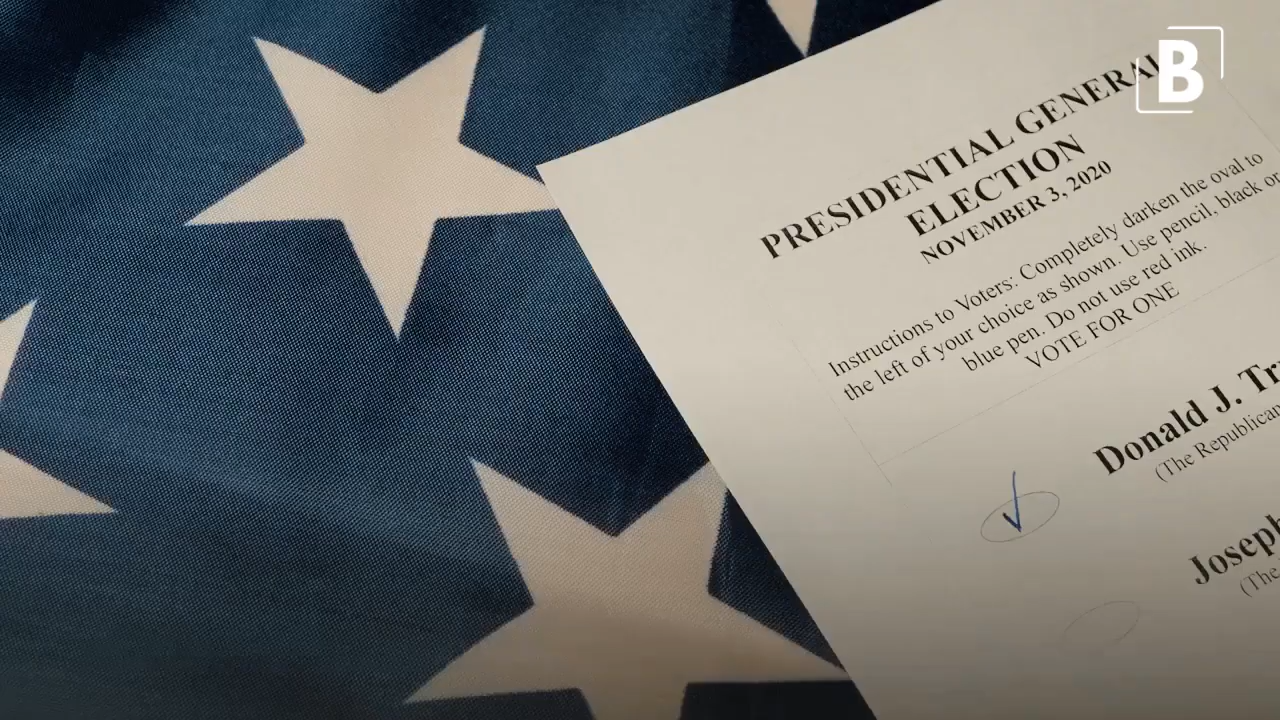 B
PRESIDENTIAL GENERAL
ELECTION
NOVEMBER 3, 2020
Instructions to Voters: Completely darken the oval to
the left of your choice as shown. Use pencil, black or
blue pen. Do not use red ink.
VOTE FOR ONE
Donald J.
(The Republican
Joseph
(The